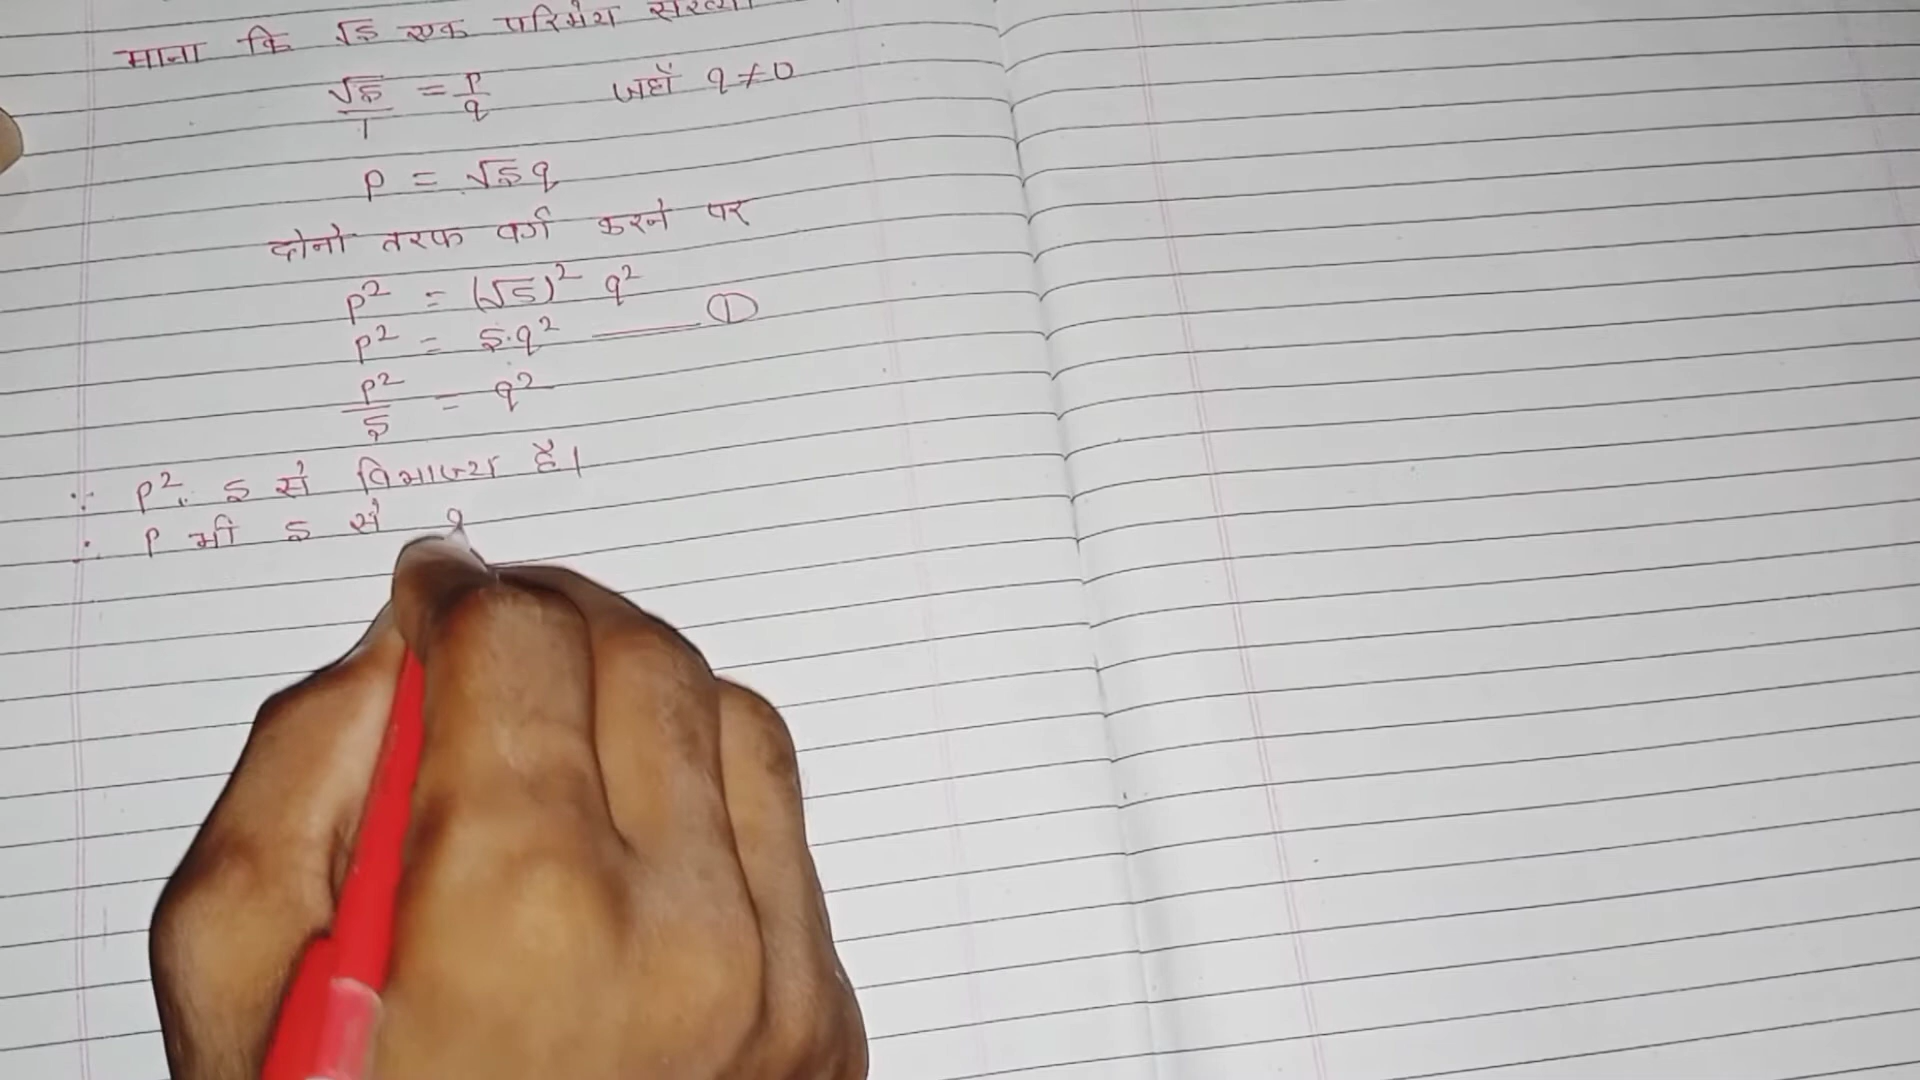 माना कि √5 एक परिमेय संख्या
√5/1 = p/q जहाँ q ≠ 0
p = √5q
दोनो तरफ वर्ग करने पर
p² = (√5)² q²
p² = 5·q² ——— ①
p²/5 = q²
∵ p², 5 से विभाज्य है।
∴ p भी 5 से